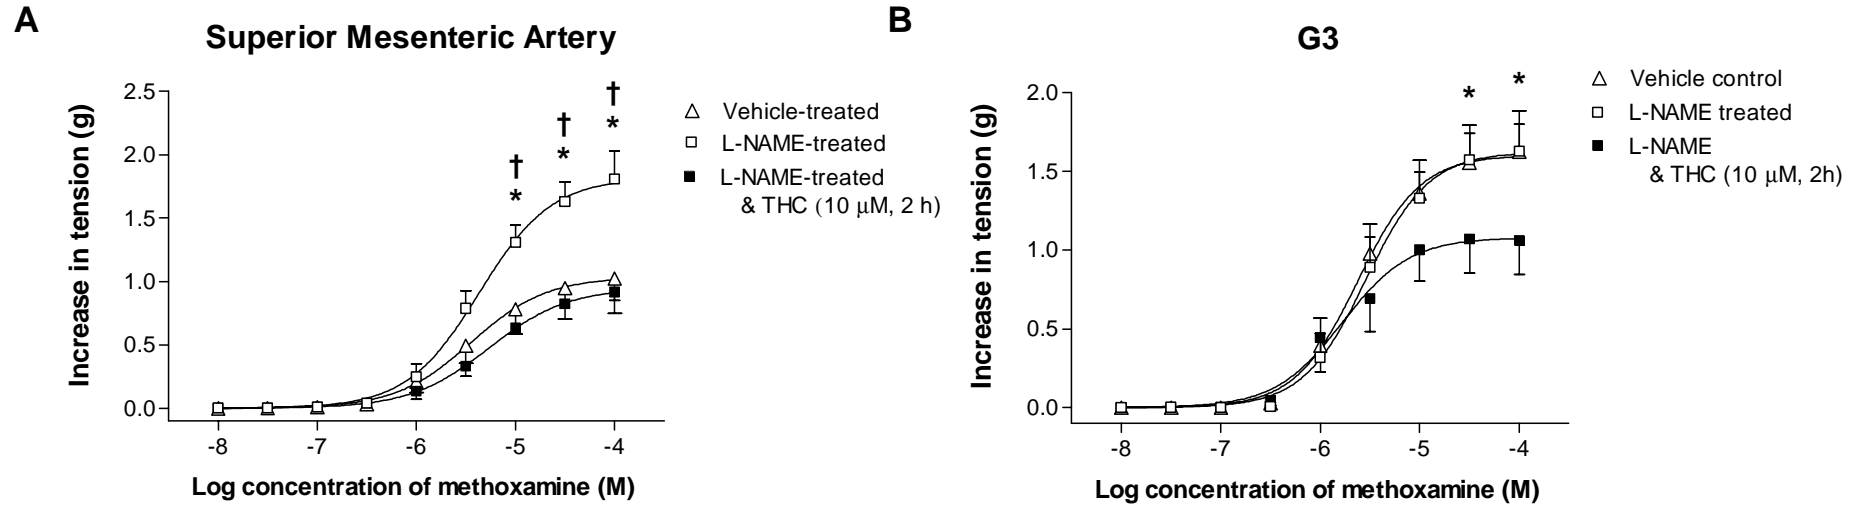 A
Superior Mesenteric Artery
Increase in tension (g)
2.5
2.0
1.5
1.0
0.5
0.0
† † †
* * *
-8 -7 -6 -5 -4
Log concentration of methoxamine (M)
Vehicle-treated
L-NAME-treated
L-NAME-treated
& THC (10 μM, 2 h)
B
G3
Increase in tension (g)
2.0
1.5
1.0
0.5
0.0
* *
-8 -7 -6 -5 -4
Log concentration of methoxamine (M)
Vehicle control
L-NAME treated
L-NAME
& THC (10 μM, 2h)